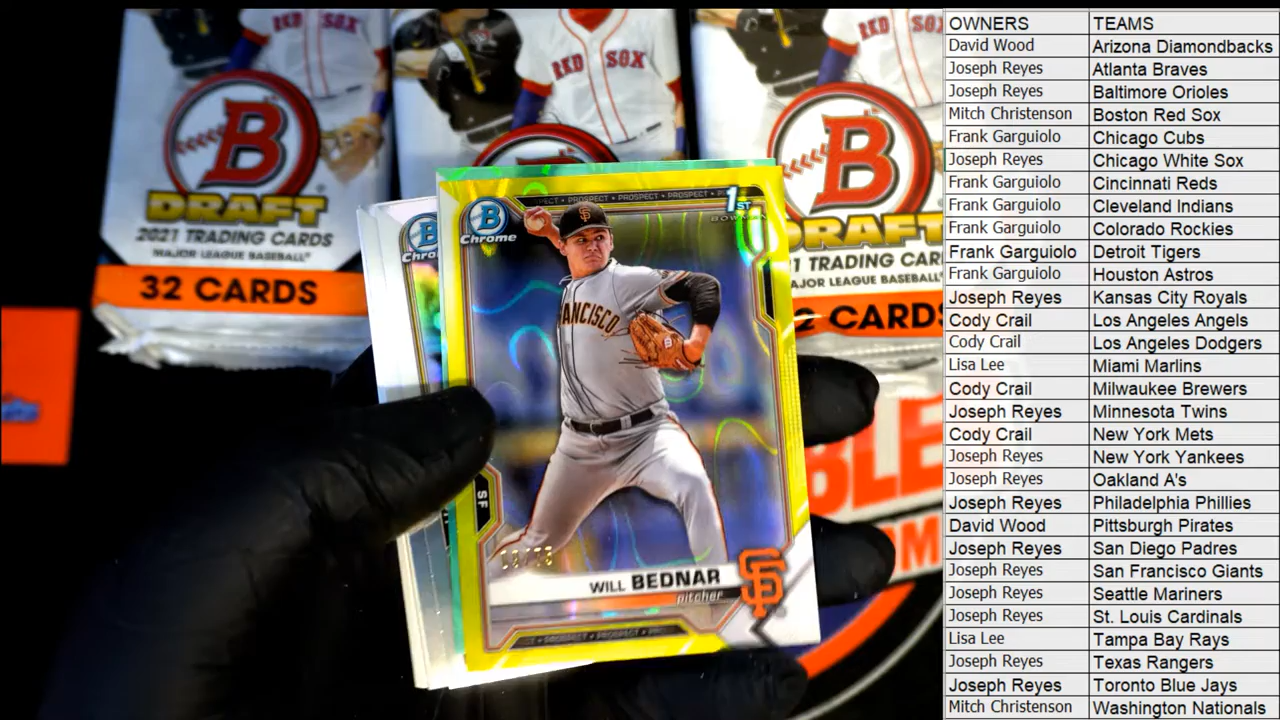 RED SOX
RED SOX
RED SOX
B
DRAFT
2021 TRADING CARDS
MAJOR LEAGUE BASEBALL
32 CARDS
B
DRAFT
TRADING
MAJOR LEAGUE BASEBALL
CARDS
B
Chrome
PROSPECT • PROSPECT • PROSPECT
1ST
BOWMAN
SF
ANCISCO
WILL BEDNAR
pitcher
SF
PROSPECT • PROSPECT
OWNERS TEAMS
David Wood Arizona Diamondbacks
Joseph Reyes Atlanta Braves
Joseph Reyes Baltimore Orioles
Mitch Christenson Boston Red Sox
Frank Garguiolo Chicago Cubs
Joseph Reyes Chicago White Sox
Frank Garguiolo Cincinnati Reds
Frank Garguiolo Cleveland Indians
Frank Garguiolo Colorado Rockies
Frank Garguiolo Detroit Tigers
Frank Garguiolo Houston Astros
Joseph Reyes Kansas City Royals
Cody Crail Los Angeles Angels
Cody Crail Los Angeles Dodgers
Lisa Lee Miami Marlins
Cody Crail Milwaukee Brewers
Joseph Reyes Minnesota Twins
Cody Crail New York Mets
Joseph Reyes New York Yankees
Joseph Reyes Oakland A's
Joseph Reyes Philadelphia Phillies
David Wood Pittsburgh Pirates
Joseph Reyes San Diego Padres
Joseph Reyes San Francisco Giants
Joseph Reyes Seattle Mariners
Joseph Reyes St. Louis Cardinals
Lisa Lee Tampa Bay Rays
Joseph Reyes Texas Rangers
Joseph Reyes Toronto Blue Jays
Mitch Christenson Washington Nationals